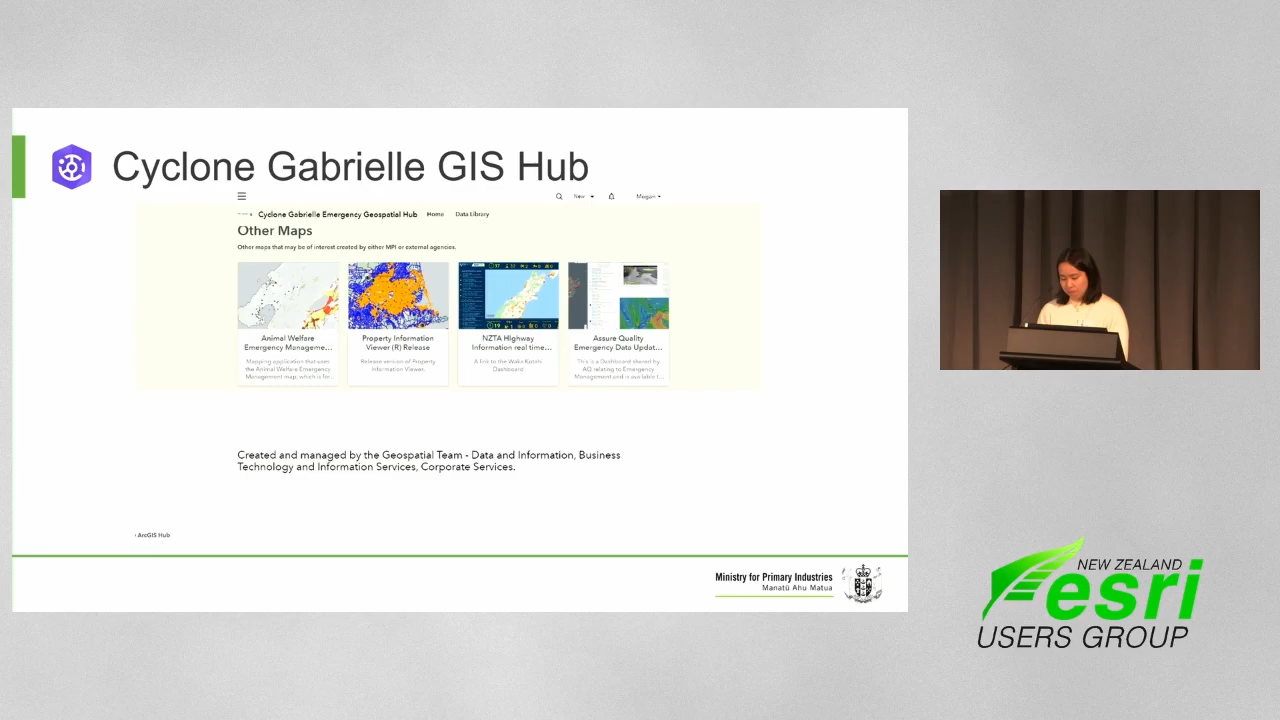 Cyclone Gabrielle GIS Hub
New
Megan
Cyclone Gabrielle Emergency Geospatial Hub Home Data Library
Other Maps
Other maps that may be of interest created by either MPI or external agencies.
Animal Welfare
Emergency Manageme...
Mapping application that uses
the Animal Welfare Emergency
Management map, which is for...
Property Information
Viewer (R) Release
Release version of Property
Information Viewer.
NZTA Highway
Information real time...
A link to the Waka Kotahi
Dashboard
Assure Quality
Emergency Data Updat...
This is a Dashboard shared by
AQ relating to Emergency
Management and is available t...
Created and managed by the Geospatial Team - Data and Information, Business
Technology and Information Services, Corporate Services.
‹ ArcGIS Hub
Ministry for Primary Industries
Manatū Ahu Matua
NEW ZEALAND
esri
USERS GROUP